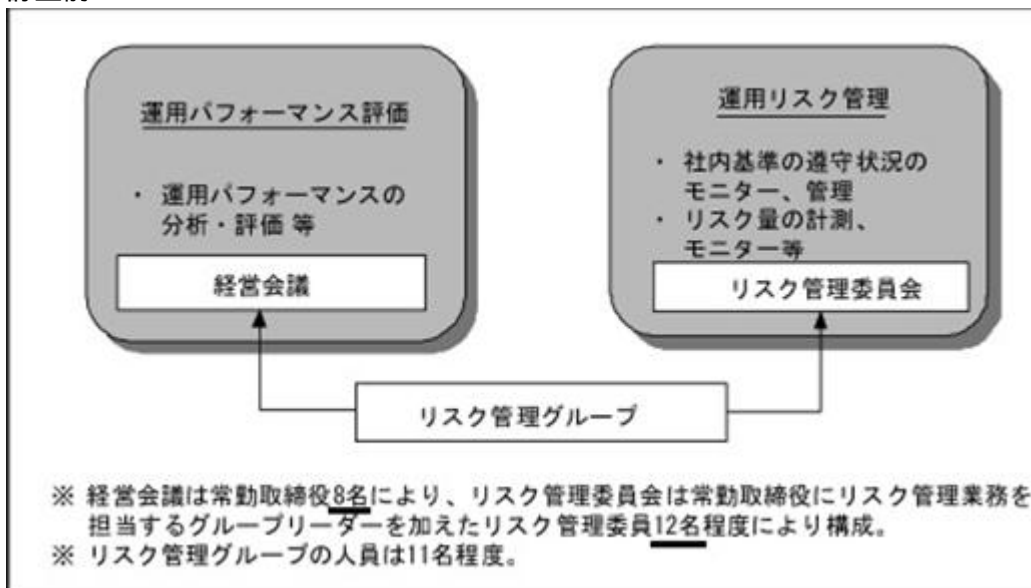 運用パフォーマンス評価
・ 運用パフォーマンスの
分析・評価 等
経営会議
運用リスク管理
・ 社内基準の遵守状況の
モニター、管理
・ リスク量の計測、
モニター等
リスク管理委員会
リスク管理グループ
※ 経営会議は常勤取締役8名により、リスク管理委員会は常勤取締役にリスク管理業務を
担当するグループリーダーを加えたリスク管理委員12名程度により構成。
※ リスク管理グループの人員は11名程度。